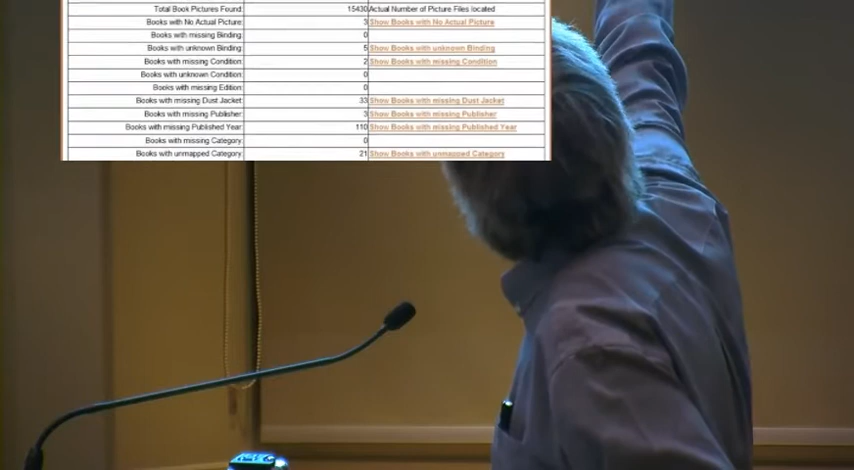 Total Book Pictures Found: 15430 Actual Number of Picture Files located
Books with No Actual Picture: 3 Show Books with No Actual Picture
Books with missing Binding: 0
Books with unknown Binding: 5 Show Books with unknown Binding
Books with missing Condition: 2 Show Books with missing Condition
Books with unknown Condition: 0
Books with missing Edition: 0
Books with missing Dust Jacket: 33 Show Books with missing Dust Jacket
Books with missing Publisher: 3 Show Books with missing Publisher
Books with missing Published Year: 110 Show Books with missing Published Year
Books with missing Category: 0
Books with unmapped Category: 21 Show Books with unmapped Category